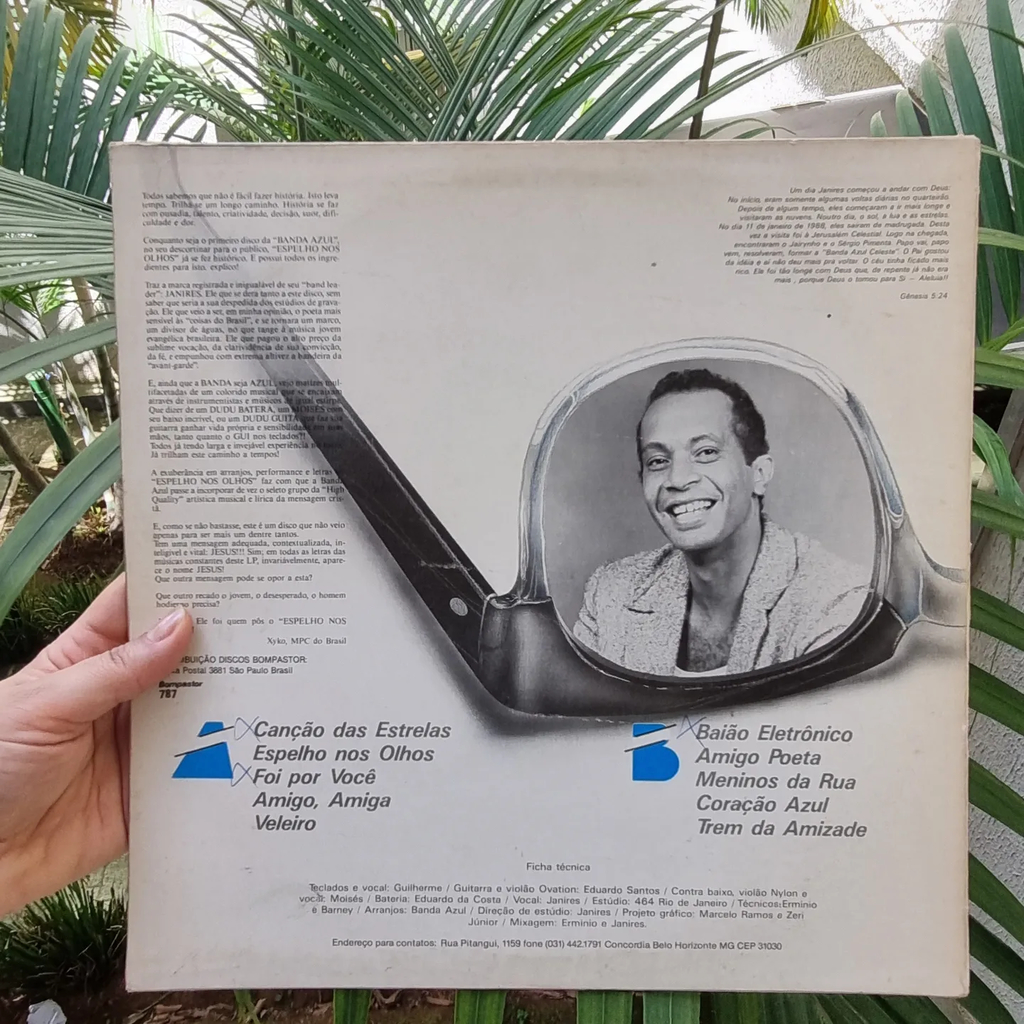 Todos sabemos que não é fácil fazer história. Isto leva
tempo. Trilha-se um longo caminho. História se faz
com ousadia, talento, criatividade, decisão, suor, difi-
culdade e dor.
Conquanto seja o primeiro disco da "BANDA AZUL",
no seu descortinar para o público, "ESPELHO NOS
OLHOS" já se fez histórico. E possui todos os ingre-
dientes para isto, explico!
Traz a marca registrada e inigualável de seu "band lea-
der": JANIRES. Ele que se dera tanto a este disco, sem
saber que seria a sua despedida dos estúdios de grava-
ção. Ele que veio a ser, em minha opinião, o poeta mais
sensível às "coisas do Brasil", e se tornara um marco,
um divisor de águas, no que tange à música jovem
evangélica brasileira. Ele que pagou o alto preço da
sublime vocação, da clarividência de sua convicção,
da fé, e empunhou com extrema altivez a bandeira da
"avant-garde".
E, ainda que a BANDA seja AZUL, vejo matizes mul-
tifacetadas de um colorido musical que se encaixam
através de instrumentistas e músicos de igual
Que dizer de um DUDU BATERA, um MOISÉS com
seu baixo incrível, ou um DUDU GUITA que faz sua
guitarra ganhar vida própria e sensibilidade em suas
mãos, tanto quanto o GUI nos teclados?!
Todos já tendo larga e invejável experiência
Já trilham este caminho a tempos!
A exuberância em arranjos, performance e letras
"ESPELHO NOS OLHOS" faz com que a Banda
Azul passe a incorporar de vez o seleto grupo da "High
Quality" artística musical e lírica da mensagem cris-
tã.
E, como se não bastasse, este é um disco que não veio
apenas para ser mais um dentre tantos.
Tem uma mensagem adequada, contextualizada, in-
teligível e vital: JESUS!!! Sim; em todas as letras das
músicas constantes deste LP, invariavelmente, apare-
ce o nome JESUS!
Que outra mensagem pode se opor a esta?
Que outro recado o jovem, o desesperado, o homem
hodierno precisa?
Ele foi quem pôs o "ESPELHO NOS
Xyko, MPC do Brasil
BUIÇÃO DISCOS BOMPASTOR:
Postal 3881 São Paulo Brasil
Bompastor
787
Um dia Janires começou a andar com Deus:
No início, eram somente algumas voltas diárias no quarteirão
Depois de algum tempo, eles começaram a ir mais longe e
visitaram as nuvens. Noutro dia, o sol, a lua e as estrelas.
No dia 11 de janeiro de 1988, eles saíram de madrugada. Desta
vez a visita foi à Jerusalém Celestial. Logo na chegada,
encontraram o Jairynho e o Sérgio Pimenta. Papo vai, papo
vem, resolveram, formar a "Banda Azul Celeste". O Pai gostou
da idéia e aí não deu mais pra voltar. O céu tinha ficado mais
rico. Ele foi tão longe com Deus que, de repente já não era
mais, porque Deus o tomou para Si — Aleluia!!
Gênesis 5:24
A
Canção das Estrelas
Espelho nos Olhos
Foi por Você
Amigo, Amiga
Veleiro
B
Baião Eletrônico
Amigo Poeta
Meninos da Rua
Coração Azul
Trem da Amizade
Ficha técnica
Teclados e vocal: Guilherme / Guitarra e violão Ovation: Eduardo Santos / Contra baixo, violão Nylon e
vocal: Moisés / Bateria: Eduardo da Costa / Vocal: Janires / Estúdio: 464 Rio de Janeiro / Técnicos:Ermínio
e Barney / Arranjos: Banda Azul / Direção de estúdio: Janires / Projeto gráfico: Marcelo Ramos e Zeri
Júnior / Mixagem: Ermínio e Janires.
Endereço para contatos: Rua Pitangui, 1159 fone (031) 442.1791 Concordia Belo Horizonte MG CEP 31030